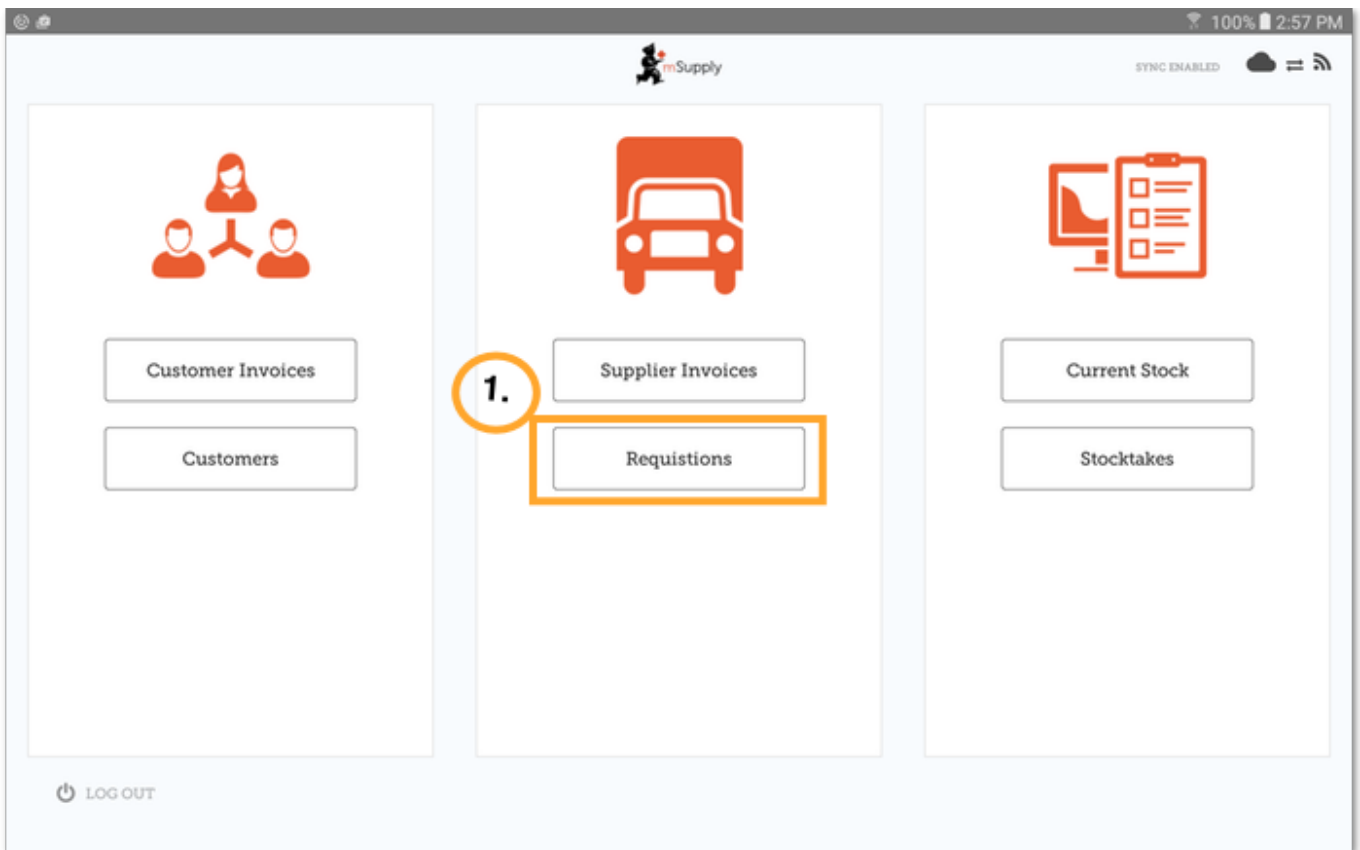 100% 2:57 PM
mSupply
SYNC ENABLED
Customer Invoices
Customers
1.
Supplier Invoices
Requistions
Current Stock
Stocktakes
LOG OUT